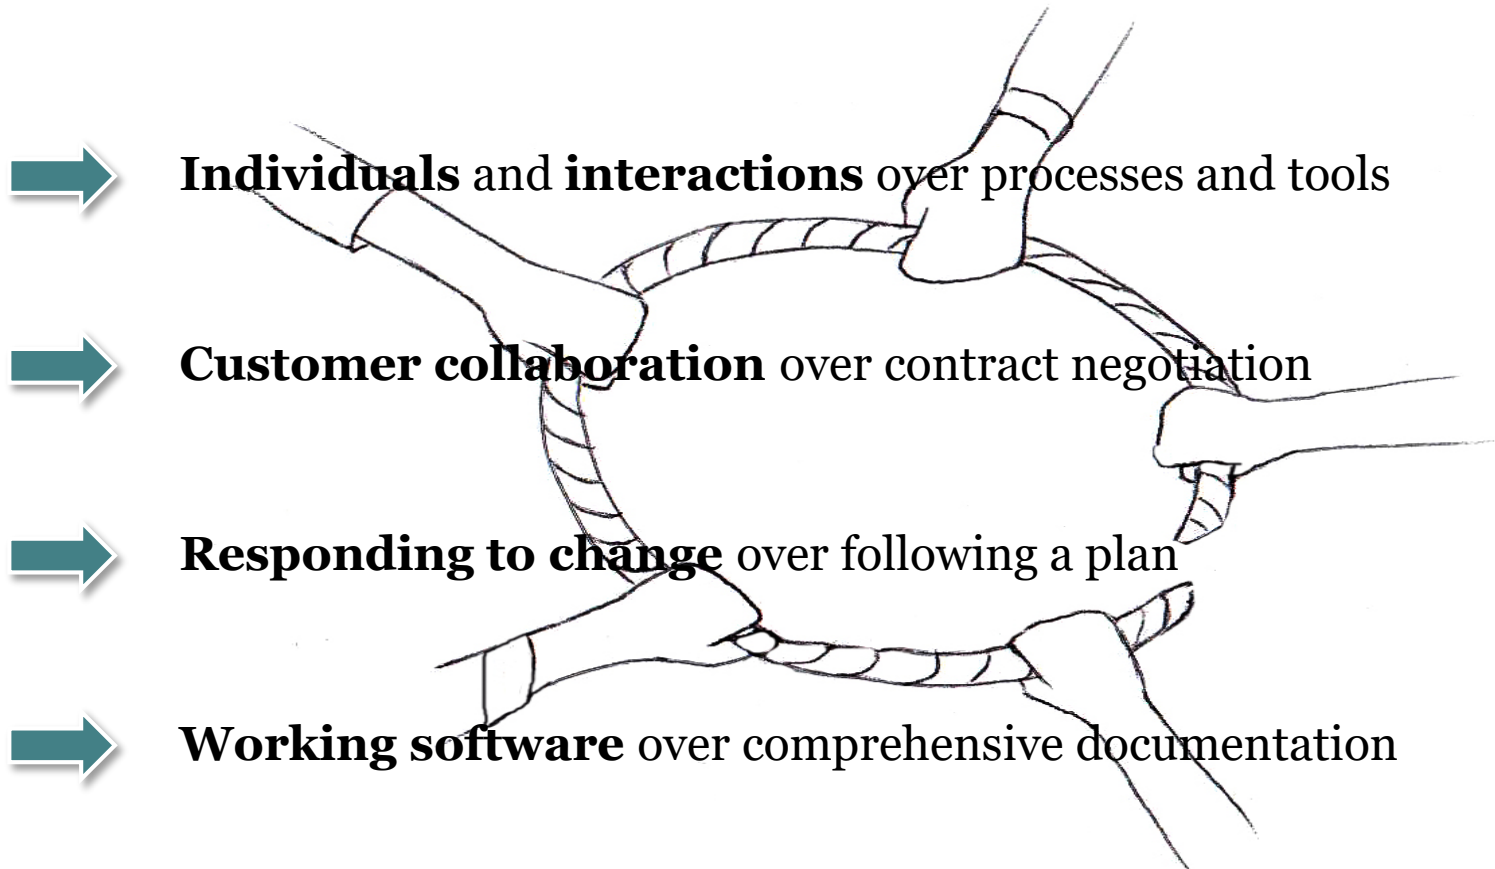 Individuals and interactions over processes and tools
Customer collaboration over contract negotiation
Responding to change over following a plan
Working software over comprehensive documentation